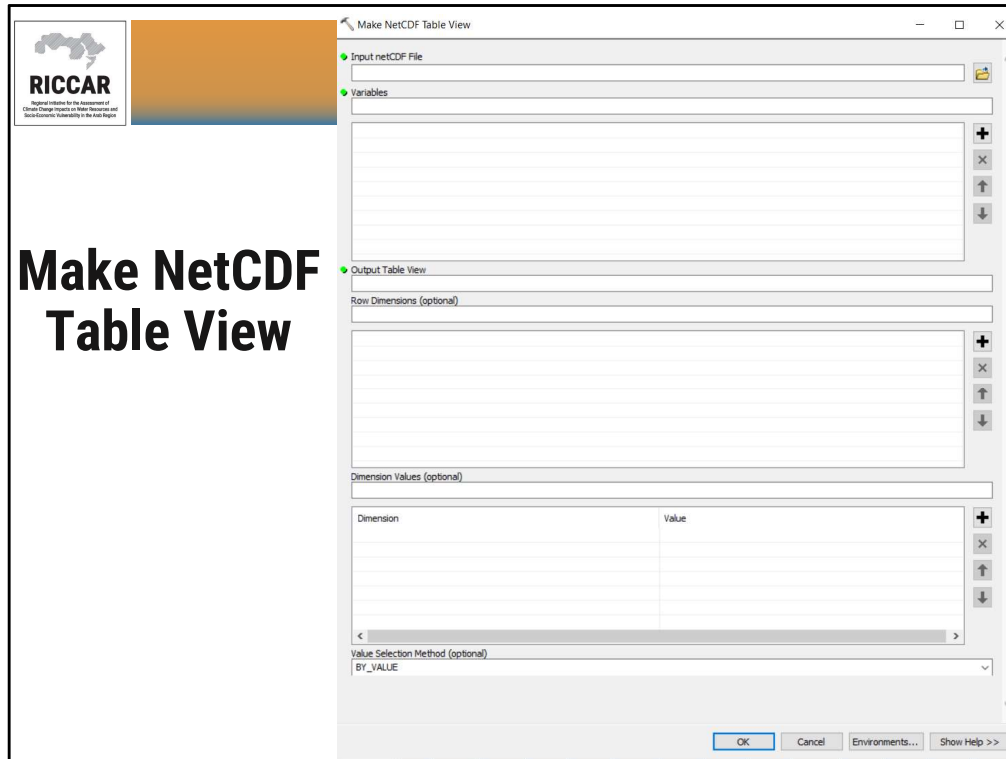 RICCAR
Regional Initiative for the Assessment of
Climate Change Impacts on Water Resources and
Socio-Economic Vulnerability in the Arab Region
Make NetCDF
Table View
Make NetCDF Table View
Input netCDF File
Variables
Output Table View
Row Dimensions (optional)
Dimension Values (optional)
Dimension Value
Value Selection Method (optional)
BY_VALUE
OK Cancel Environments... Show Help >>